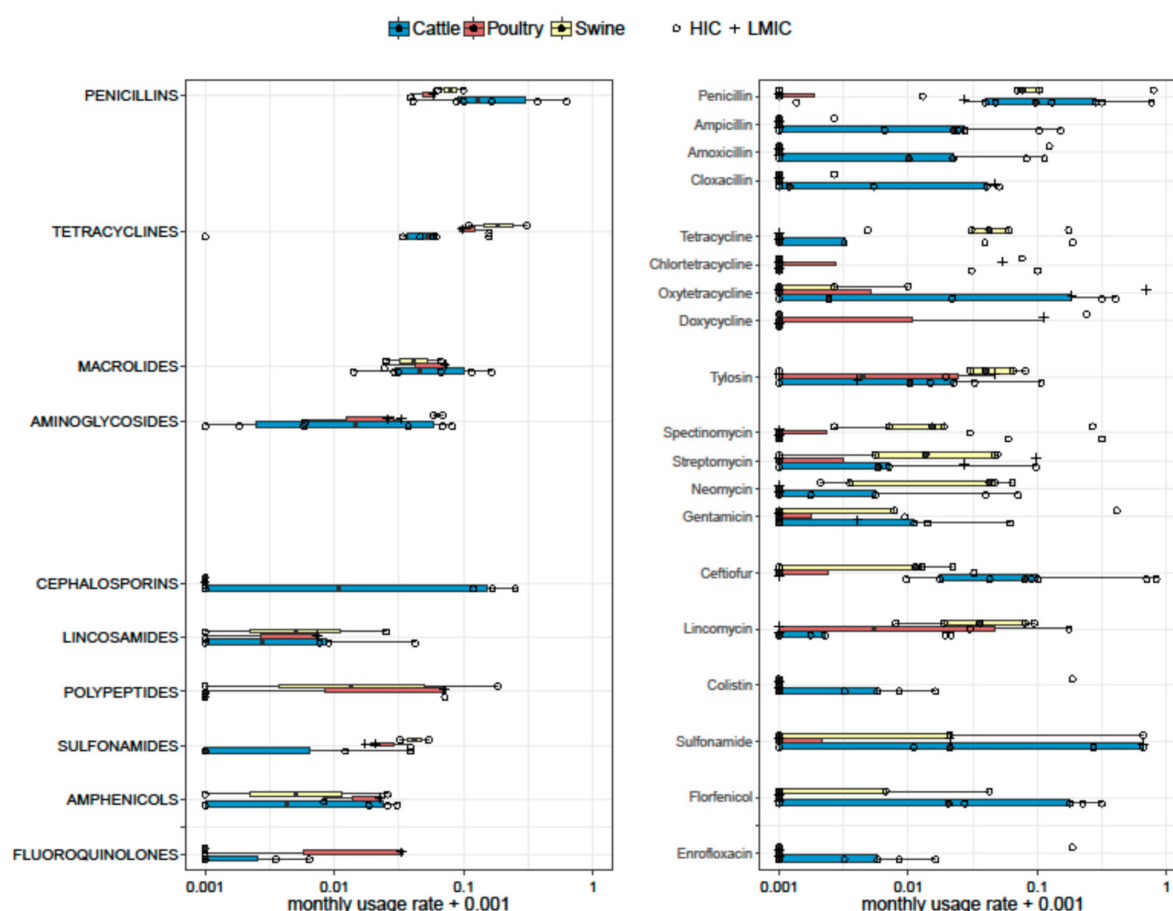 Cattle Poultry Swine HIC LMIC
PENICILLINS
TETRACYCLINES
MACROLIDES
AMINOGLYCOSIDES
CEPHALOSPORINS
LINCOSAMIDES
POLYPEPTIDES
SULFONAMIDES
AMPHENICOLS
FLUOROQUINOLONES
0.001 0.01 0.1 1
monthly usage rate + 0.001
Penicillin
Ampicillin
Amoxicillin
Cloxacillin
Tetracycline
Chlortetracycline
Oxytetracycline
Doxycycline
Tylosin
Spectinomycin
Streptomycin
Neomycin
Gentamicin
Ceftiofur
Lincomycin
Colistin
Sulfonamide
Florfenicol
Enrofloxacin
0.001 0.01 0.1 1
monthly usage rate + 0.001